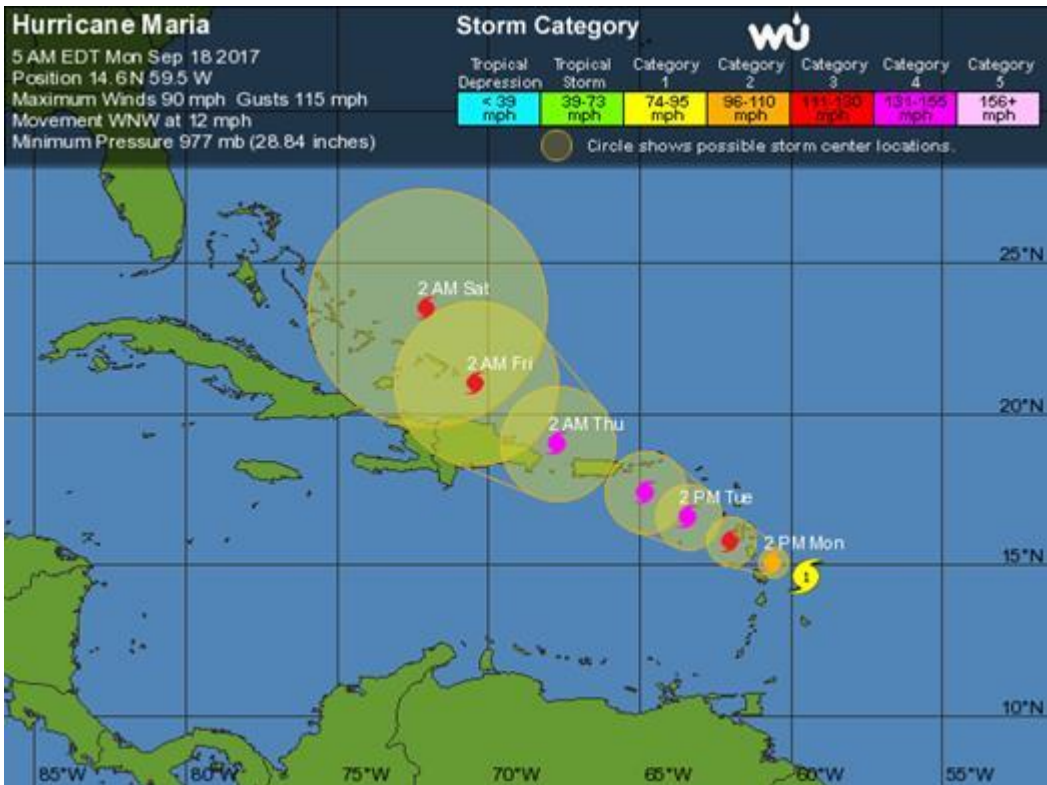 Hurricane Maria
5 AM EDT Mon Sep 18 2017
Position 14.6 N 59.5 W
Maximum Winds 90 mph Gusts 115 mph
Movement WNW at 12 mph
Minimum Pressure 977 mb (28.84 inches)
Storm Category
wu
Tropical Depression
Tropical Storm
Category 1
Category 2
Category 3
Category 4
Category 5
< 39 mph
39-73 mph
74-95 mph
96-110 mph
111-130 mph
131-155 mph
156+ mph
Circle shows possible storm center locations.
25°N
2 AM Sat
2 AM Fri
20°N
2 AM Thu
2 PM Tue
2 PM Mon
15°N
1
10°N
85°W
80°W
75°W
70°W
65°W
60°W
55°W